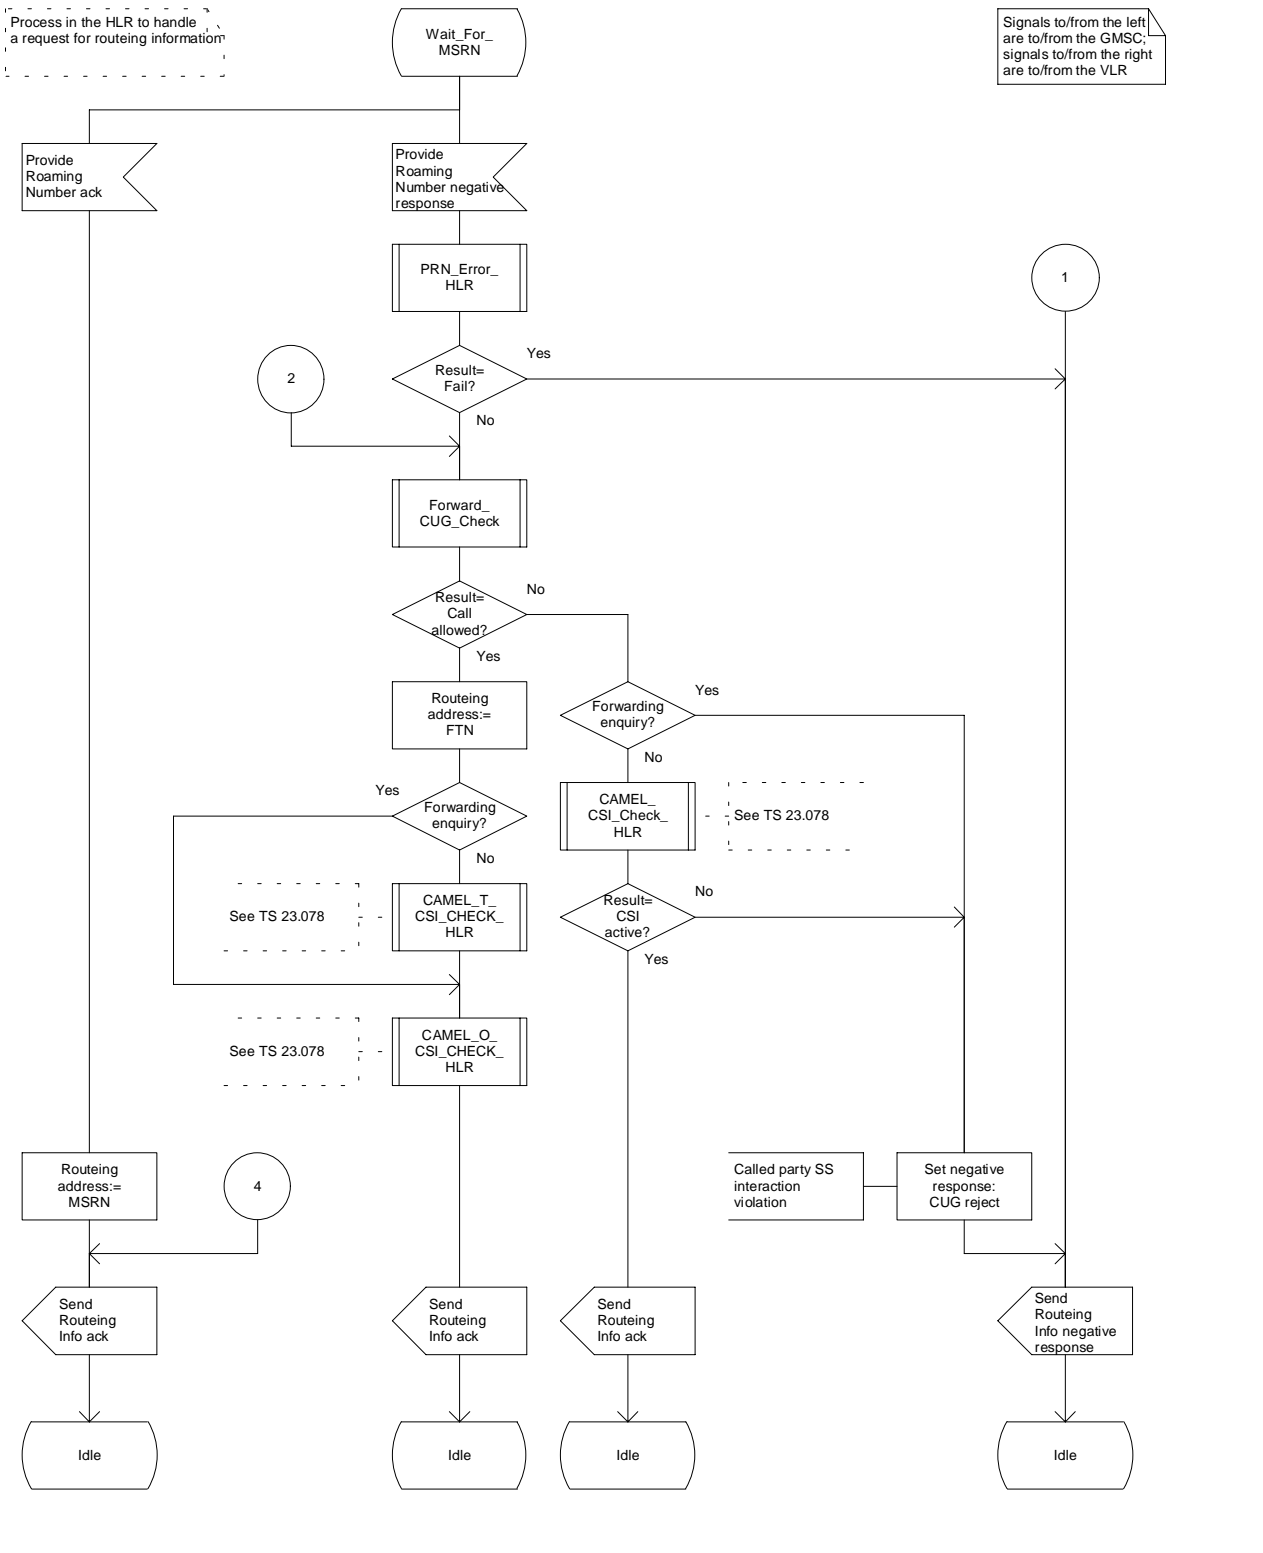 Process in the HLR to handle
a request for routeing information
Wait_For_
MSRN
Signals to/from the left
are to/from the GMSC;
signals to/from the right
are to/from the VLR
Provide
Roaming
Number ack
Provide
Roaming
Number negative
response
PRN_Error_
HLR
1
2
Result=
Fail?
Yes
No
Forward_
CUG_Check
Result=
Call
allowed?
No
Yes
Routeing
address:=
FTN
Forwarding
enquiry?
Yes
No
Yes
Forwarding
enquiry?
No
CAMEL_
CSI_Check_
HLR
See TS 23.078
See TS 23.078
CAMEL_T_
CSI_CHECK_
HLR
Result=
CSI
active?
No
Yes
See TS 23.078
CAMEL_O_
CSI_CHECK_
HLR
Routeing
address:=
MSRN
4
Called party SS
interaction
violation
Set negative
response:
CUG reject
Send
Routeing
Info ack
Send
Routeing
Info ack
Send
Routeing
Info ack
Send
Routeing
Info negative
response
Idle
Idle
Idle
Idle